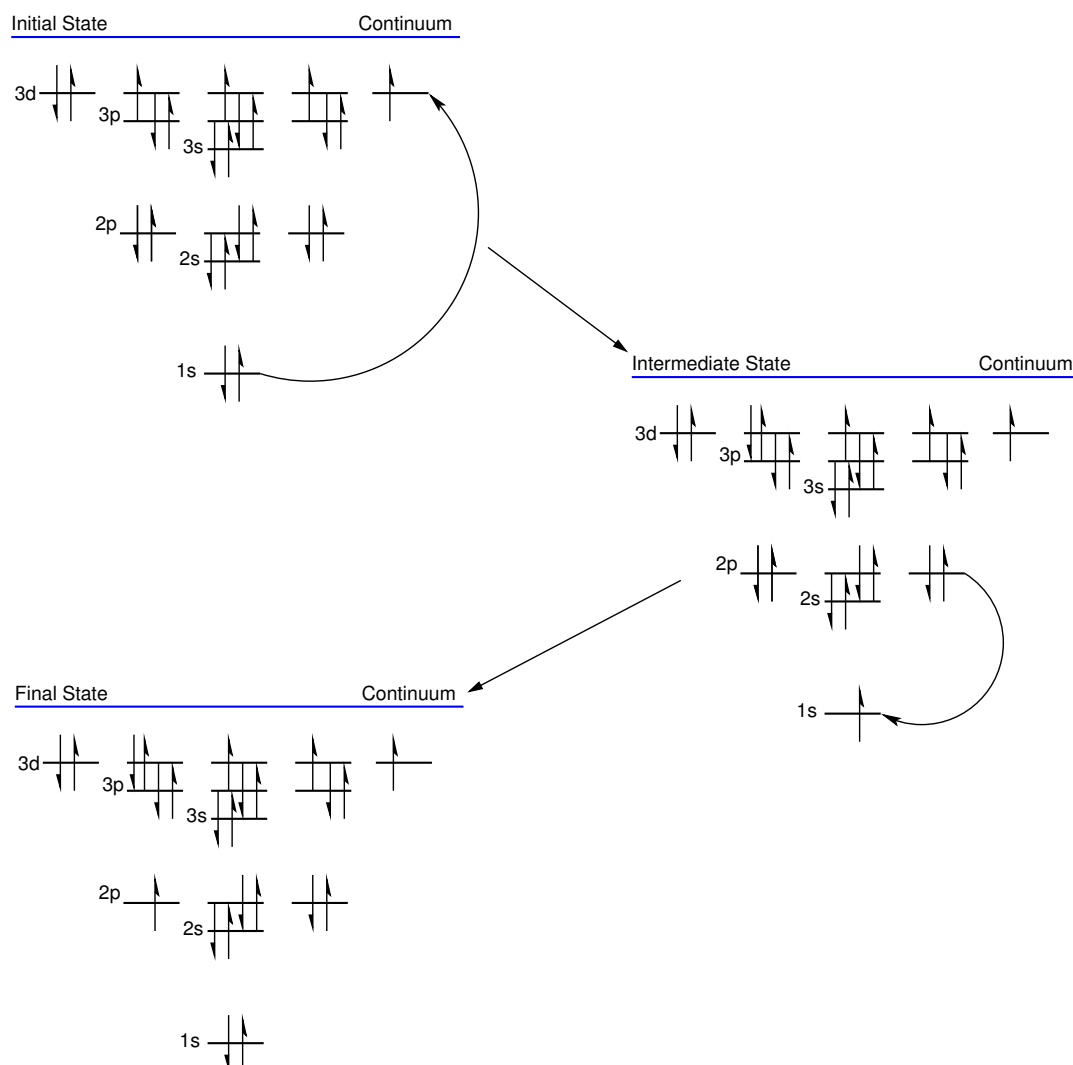 Initial State Continuum
3d
3p
3s
2p
2s
1s
Intermediate State Continuum
3d
3p
3s
2p
2s
1s
Final State Continuum
3d
3p
3s
2p
2s
1s